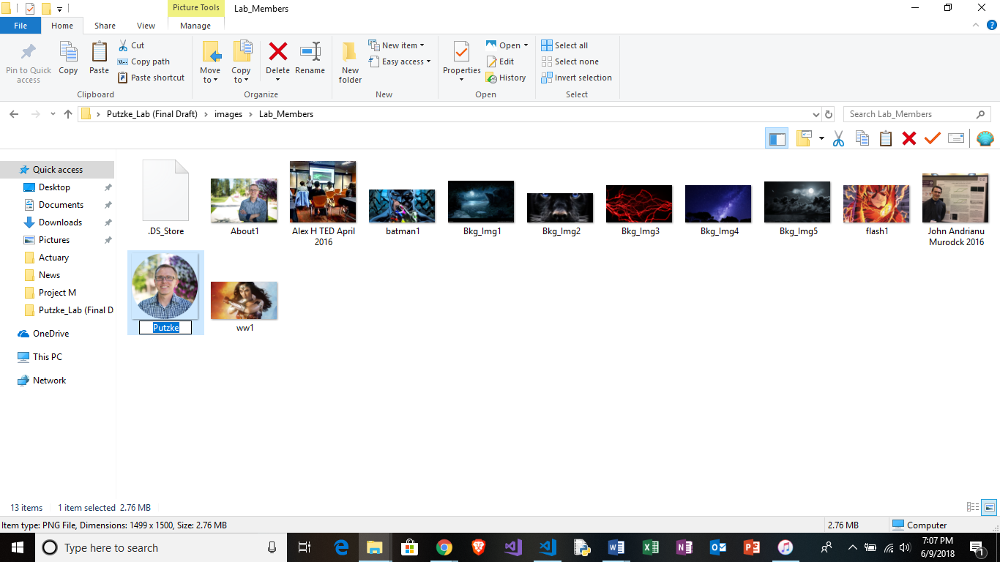 Picture Tools
Lab_Members
File
Home
Share
View
Manage
Pin to Quick access
Copy
Paste
Cut
Copy path
Paste shortcut
Clipboard
Move to
Copy to
Delete
Rename
Organize
New folder
New item
Easy access
New
Properties
Open
Edit
History
Open
Select all
Select none
Invert selection
Select
Putzke_Lab (Final Draft)
images
Lab_Members
Search Lab_Members
Quick access
Desktop
Documents
Downloads
Pictures
Actuary
News
Project M
Putzke_Lab (Final D
OneDrive
This PC
Network
.DS_Store
About1
Alex H TED April
2016
batman1
Bkg_Img1
Bkg_Img2
Bkg_Img3
Bkg_Img4
Bkg_Img5
flash1
John Andrianu
Murodck 2016
Putzke
ww1
13 items
1 item selected 2.76 MB
Item type: PNG File, Dimensions: 1499 x 1500, Size: 2.76 MB
2.76 MB
Computer
Type here to search
7:07 PM
6/9/2018
1